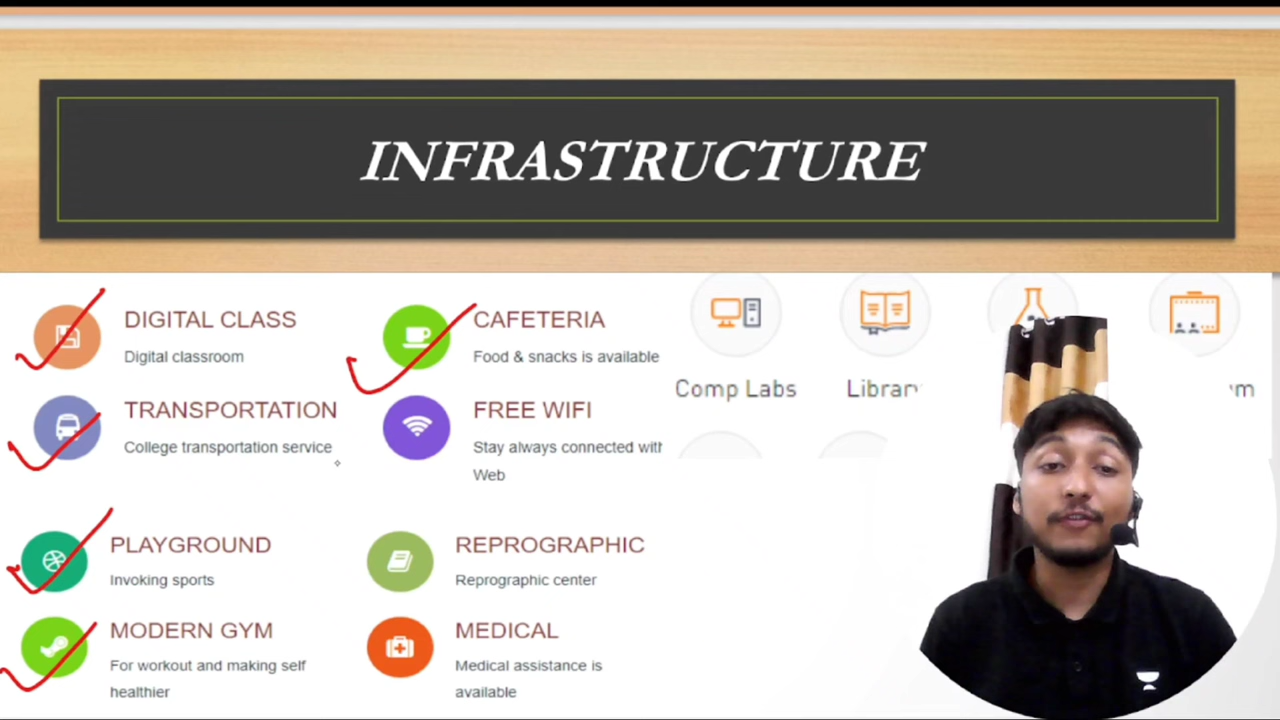 INFRASTRUCTURE
DIGITAL CLASS
Digital classroom
CAFETERIA
Food & snacks is available
TRANSPORTATION
College transportation service
FREE WIFI
Stay always connected with
Web
PLAYGROUND
Invoking sports
REPROGRAPHIC
Reprographic center
MODERN GYM
For workout and making self
healthier
MEDICAL
Medical assistance is
available
Comp Labs
Library